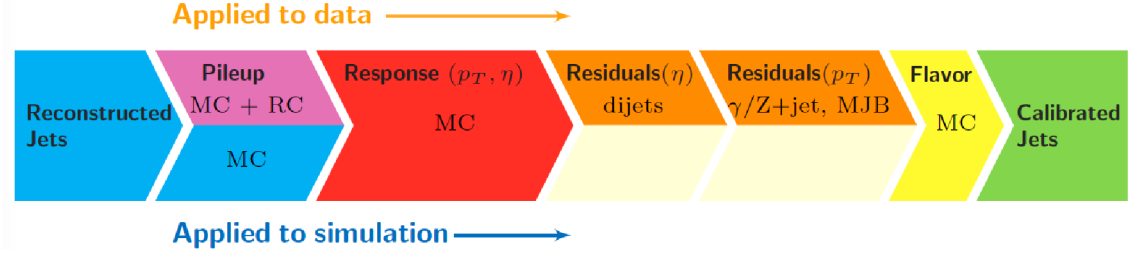 Applied to data
Reconstructed
Jets
Pileup
MC + RC
MC
Response (p_T, η)
MC
Residuals(η)
dijets
Residuals(p_T)
γ/Z+jet, MJB
Flavor
MC
Calibrated
Jets
Applied to simulation